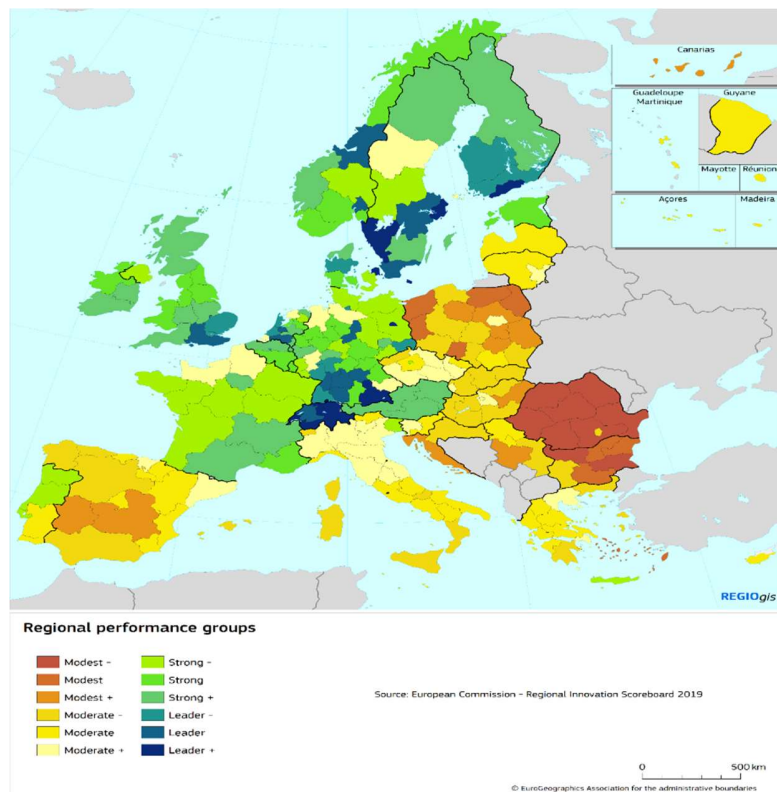 Canarias
Guadeloupe
Martinique
Guyane
Mayotte
Réunion
Açores
Madeira
REGIOgis
Regional performance groups
Modest -
Modest
Modest +
Moderate -
Moderate
Moderate +
Strong -
Strong
Strong +
Leader -
Leader
Leader +
Source: European Commission - Regional Innovation Scoreboard 2019
0 500 km
© EuroGeographics Association for the administrative boundaries